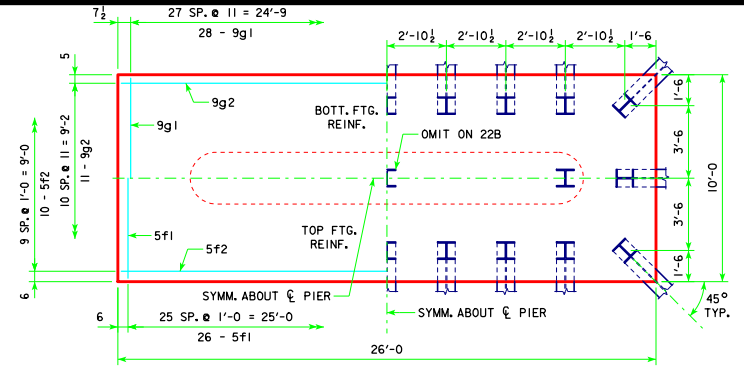 7½ 27 SP. @ 11 = 24'-9
28 - 9g1
2'-10½ 2'-10½ 2'-10½ 2'-10½ 1'-6
5
9g2
9g1
BOTT. FTG.
REINF.
OMIT ON 22B
1'-6
3'-6
10'-0
3'-6
1'-6
9 SP. @ 1'-0 = 9'-0
10 - 5f2
10 SP. @ 11 = 9'-2
11 - 9g2
5f1
TOP FTG.
REINF.
5f2
6
SYMM. ABOUT ℄ PIER
SYMM. ABOUT ℄ PIER
45°
TYP.
6 25 SP. @ 1'-0 = 25'-0
26 - 5f1
26'-0